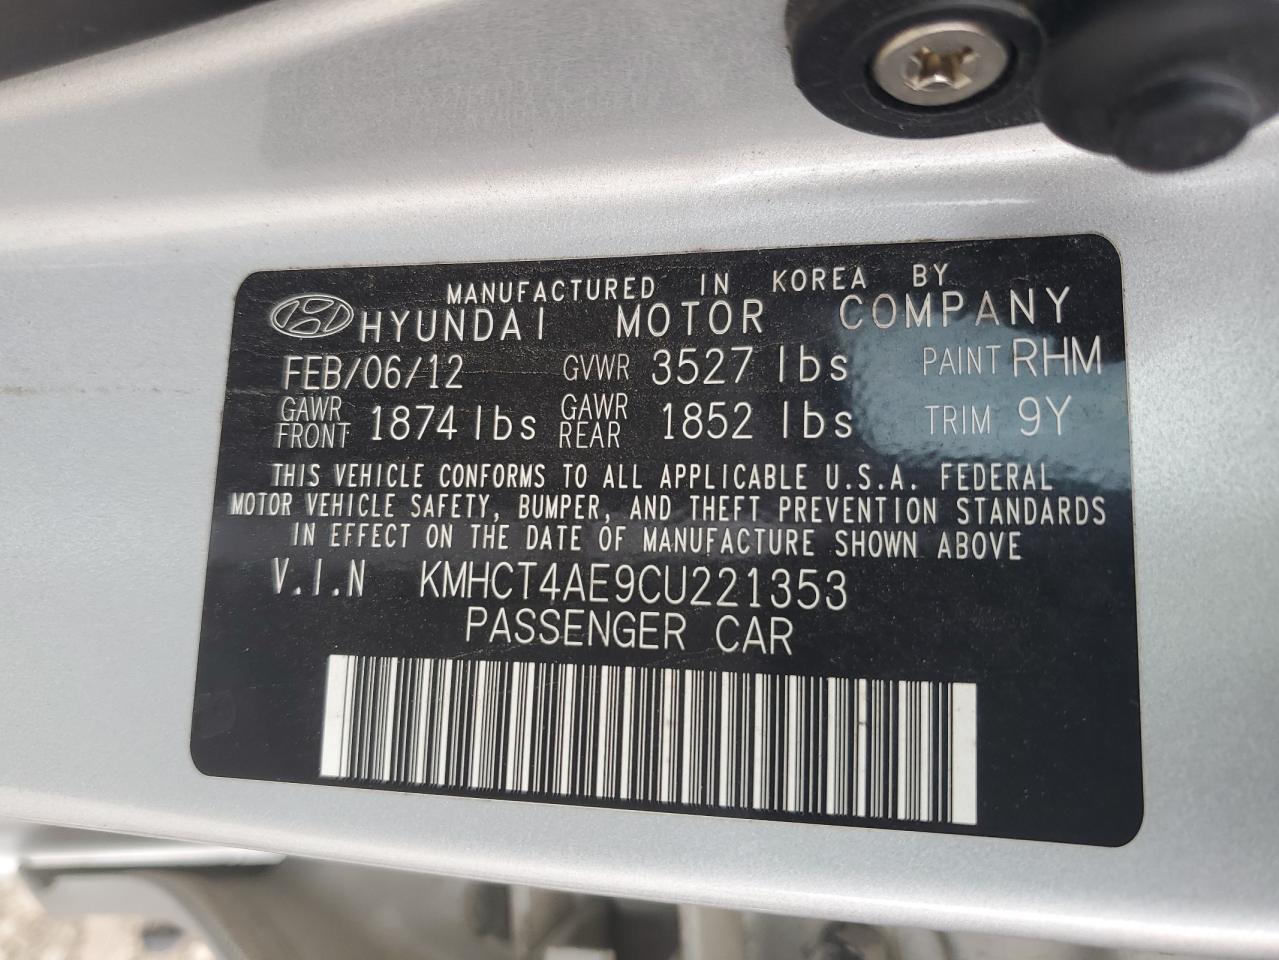 MANUFACTURED IN KOREA BY
HYUNDAI MOTOR COMPANY
FEB/06/12 GVWR 3527 lbs PAINT RHM
GAWR FRONT 1874 lbs GAWR REAR 1852 lbs TRIM 9Y
THIS VEHICLE CONFORMS TO ALL APPLICABLE U.S.A. FEDERAL
MOTOR VEHICLE SAFETY, BUMPER, AND THEFT PREVENTION STANDARDS
IN EFFECT ON THE DATE OF MANUFACTURE SHOWN ABOVE
V.I.N KMHCT4AE9CU221353
PASSENGER CAR